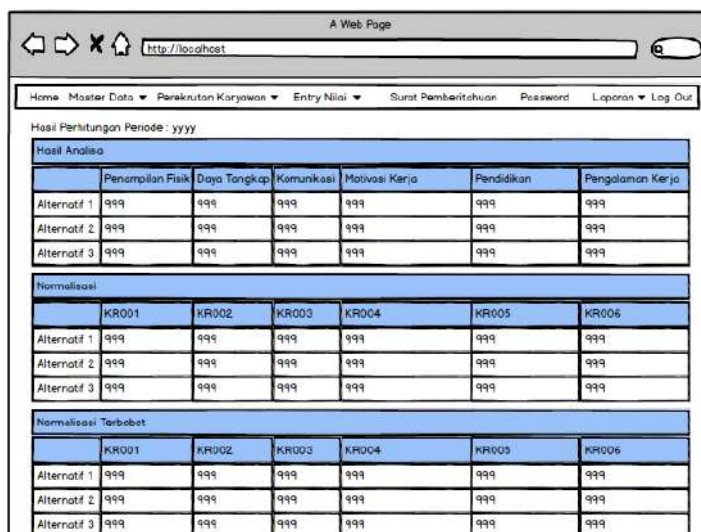 A Web Page
http://localhost
Home Master Data Perekrutan Karyawan Entry Nilai Surat Pemberitahuan Password Laporan Log Out
Hasil Perhitungan Periode : yyyy
Hasil Analisa
Penampilan Fisik Daya Tangkap Komunikasi Motivasi Kerja Pendidikan Pengalaman Kerja
Alternatif 1 999 999 999 999 999 999
Alternatif 2 999 999 999 999 999 999
Alternatif 3 999 999 999 999 999 999
Normalisasi
KR001 KR002 KR003 KR004 KR005 KR006
Alternatif 1 999 999 999 999 999 999
Alternatif 2 999 999 999 999 999 999
Alternatif 3 999 999 999 999 999 999
Normalisasi Terbobot
KR001 KR002 KR003 KR004 KR005 KR006
Alternatif 1 999 999 999 999 999 999
Alternatif 2 999 999 999 999 999 999
Alternatif 3 999 999 999 999 999 999